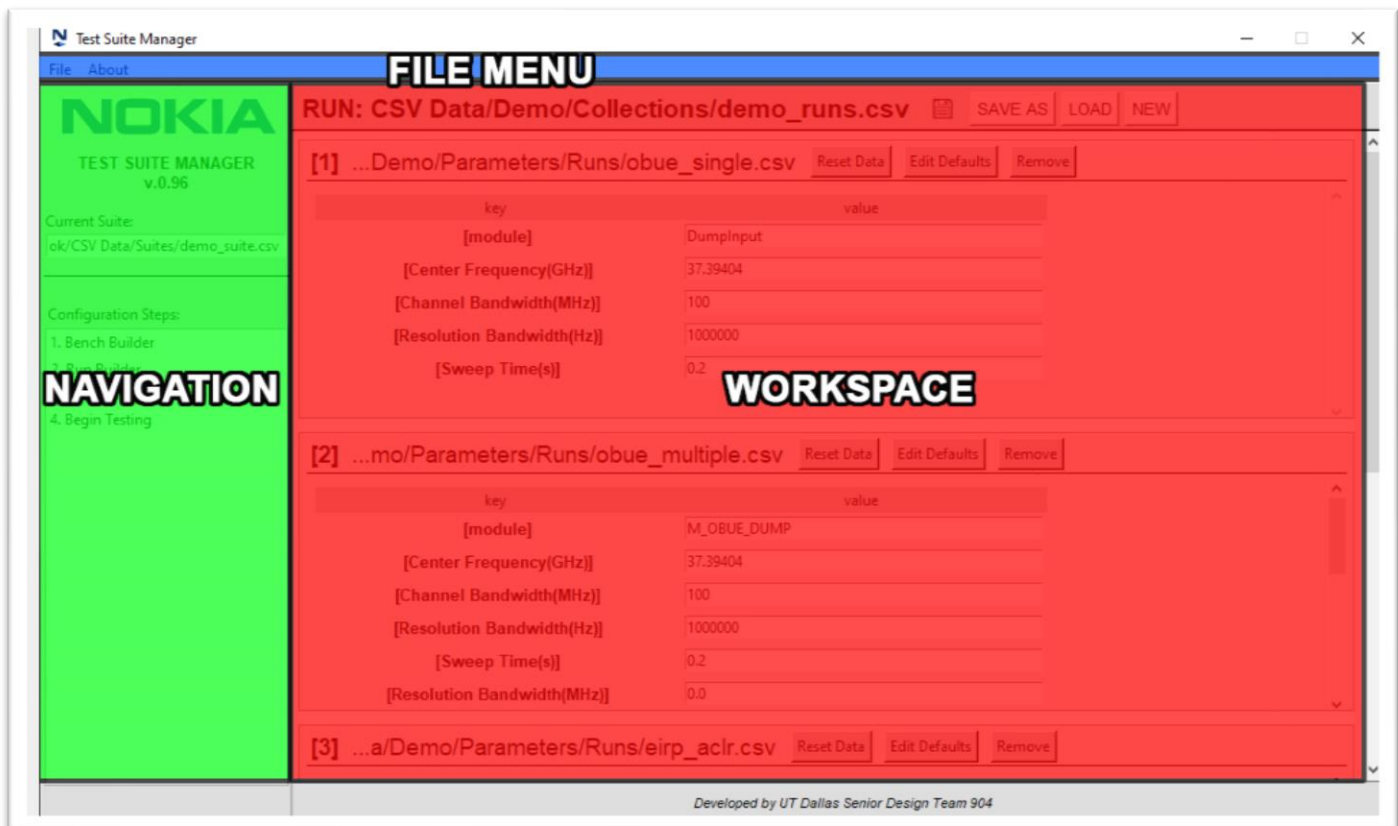 Test Suite Manager
File About
FILE MENU
NOKIA
TEST SUITE MANAGER
v.0.96
Current Suite:
ok/CSV Data/Suites/demo_suite.csv
Configuration Steps:
1. Bench Builder
2. Run Builder
NAVIGATION
4. Begin Testing
RUN: CSV Data/Demo/Collections/demo_runs.csv SAVE AS LOAD NEW
[1] ...Demo/Parameters/Runs/obue_single.csv Reset Data Edit Defaults Remove
key value
[module] DumpInput
[Center Frequency(GHz)] 37.39404
[Channel Bandwidth(MHz)] 100
[Resolution Bandwidth(Hz)] 1000000
[Sweep Time(s)] 0.2
WORKSPACE
[2] ...mo/Parameters/Runs/obue_multiple.csv Reset Data Edit Defaults Remove
key value
[module] M_OBUE_DUMP
[Center Frequency(GHz)] 37.39404
[Channel Bandwidth(MHz)] 100
[Resolution Bandwidth(Hz)] 1000000
[Sweep Time(s)] 0.2
[Resolution Bandwidth(MHz)] 0.0
[3] ...a/Demo/Parameters/Runs/eirp_aclr.csv Reset Data Edit Defaults Remove
Developed by UT Dallas Senior Design Team 904